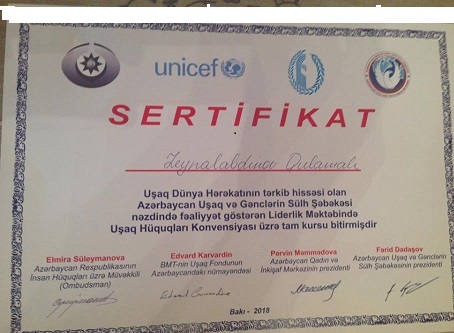 unicef
SERTİFİKAT
Zeynalabdinov Qulamalı
Uşaq Dünya Hərəkatının tərkib hissəsi olan
Azərbaycan Uşaq və Gənclərin Sülh Şəbəkəsi
nəzdində fəaliyyət göstərən Liderlik Məktəbində
Uşaq Hüquqları Konvensiyası üzrə tam kursu bitirmişdir
Elmira Süleymanova
Azərbaycan Respublikasının
İnsan Hüquqları üzrə Müvəkkili
(Ombudsman)
Edvard Karvardin
BMT-nin Uşaq Fondunun
Azərbaycandakı nümayəndəsi
Pərvin Məmmədova
Azərbaycan Qadın və
İnkişaf Mərkəzinin prezidenti
Fərid Dadaşov
Azərbaycan Uşaq və Gənclərin
Sülh Şəbəkəsinin prezidenti
Bakı - 2018